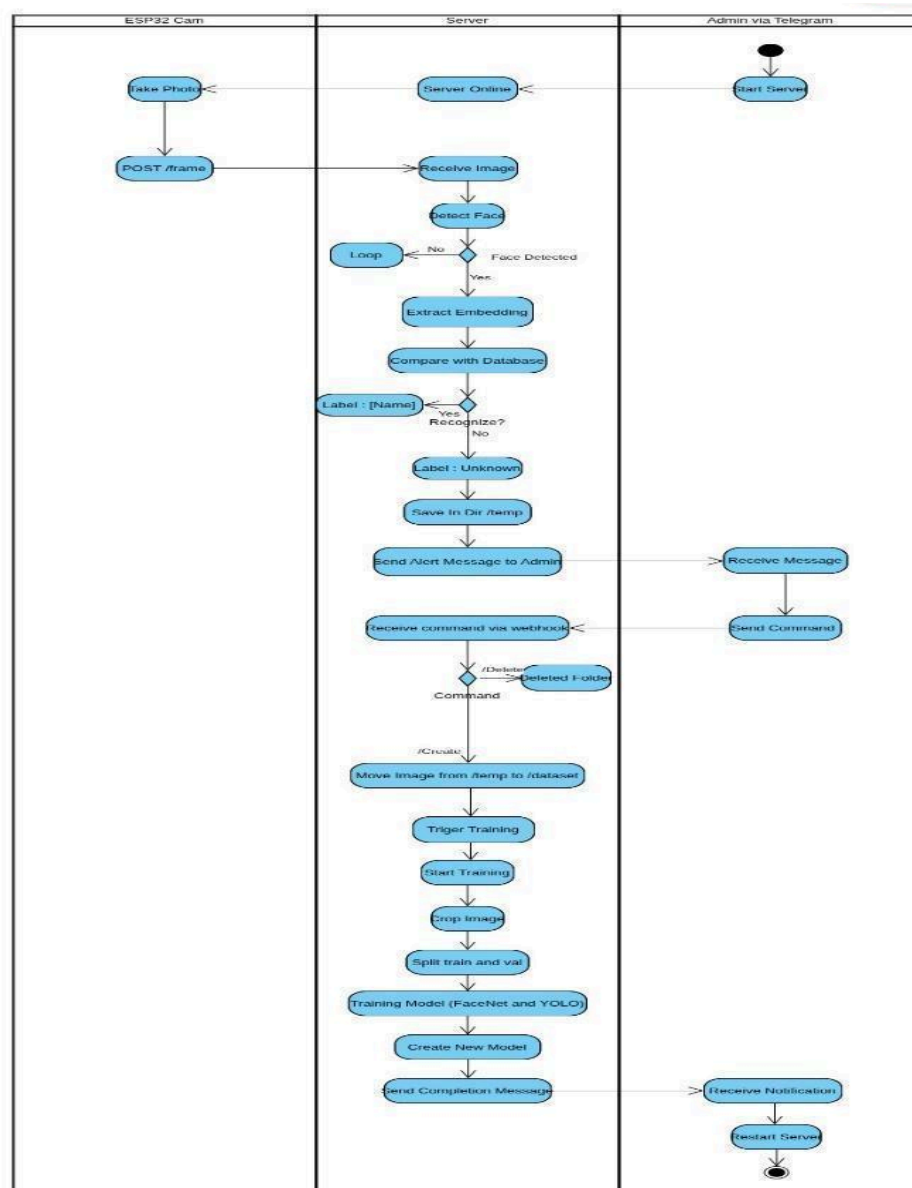 ESP32 Cam
Server
Admin via Telegram
Start Server
Server Online
Take Photo
POST /frame
Receive Image
Detect Face
Face Detected
No
Loop
Yes
Extract Embedding
Compare with Database
Recognize?
Yes
Label : [Name]
No
Label : Unknown
Save In Dir /temp
Send Alert Message to Admin
Receive Message
Send Command
Receive command via webhook
Command
/Delete
Deleted Folder
/Create
Move Image from /temp to /dataset
Triger Training
Start Training
Crop Image
Split train and val
Training Model (FaceNet and YOLO)
Create New Model
Send Completion Message
Receive Notification
Restart Server